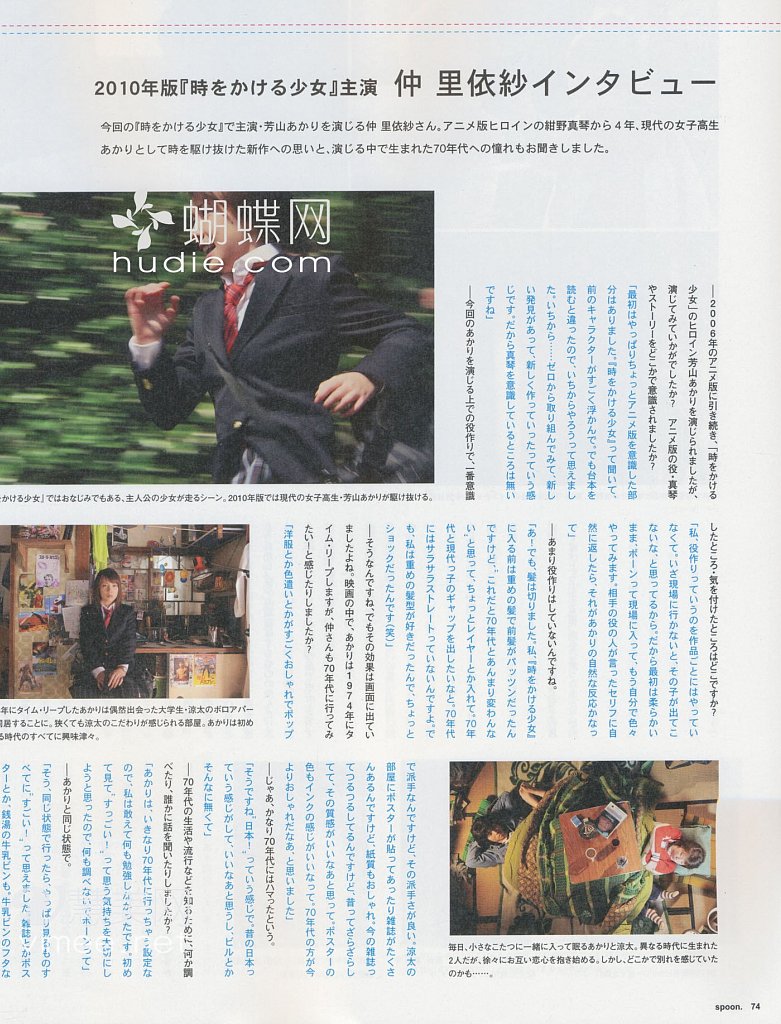 2010年版『時をかける少女』主演 仲 里依紗インタビュー
今回の『時をかける少女』で主演・芳山あかりを演じる仲 里依紗さん。アニメ版ヒロインの紺野真琴から4年、現代の女子高生
あかりとして時を駆け抜けた新作への思いと、演じる中で生まれた70年代への憧れもお聞きしました。
蝴蝶网
hudie.com
をかける少女』ではおなじみでもある、主人公の少女が走るシーン。2010年版では現代の女子高生・芳山あかりが駆け抜ける。
―2006年のアニメ版に引き続き、『時をかける
少女』のヒロイン芳山あかりを演じられましたが、
演じてみていかがでしたか? アニメ版の役・真琴
やストーリーをどこかで意識されましたか?
「最初はやっぱりちょっとアニメ版を意識した部
分はありました。『時をかける少女』って聞いて、
前のキャラクターがすごく浮かんで。でも台本を
読むと違ったので、いちからやろうって思えまし
た。いちから……ゼロから取り組んでみて、新し
い発見があって、新しく作っていったっていう感
じです。だから真琴を意識しているところは無い
ですね」
―今回のあかりを演じる上での役作りで、一番意識
したところ・気を付けたところはどこですか?
「私、役作りっていうのを作品ごとにはやってい
なくて。いざ現場に行かないと、その子が出てこ
ないな、と思ってるから。だから最初は柔らかい
まま、ポーンって現場に入って、もう自分で色々
やってみます。相手の役の人が言ったセリフに自
然に返したら、それがあかりの自然な反応かなっ
て」
―あまり役作りはしていないんですね。
「あ!でも、髪は切りました。私、『時をかける少女』
に入る前は重めの髪で前髪がパッツンだったん
ですけど、"これだと70年代とあんまり変わんな
い"と思って、ちょっとレイヤーとか入れて。70年
代と現代っ子のギャップを出したいなと。70年代
にはサラサラストレートっていないんですよ。で
も、私は重めの髪型が好きだったんで、ちょっと
ショックだったんです(笑)」
―そうなんですね、でもその効果は画面に出てい
ましたよね。映画の中で、あかりは1974年にタ
イム・リープしますが、仲さんも70年代に行ってみ
たいーと感じたりしましたか?
「洋服とか色遣いとかがすごくおしゃれでポップ
年にタイム・リープしたあかりは偶然出会った大学生・涼太のボロアパー
同居することに。狭くても涼太のこだわりが感じられる部屋。あかりは初め
る時代のすべてに興味津々。
で派手なんですけど、その派手さが良い。涼太の
部屋にポスターが貼ってあったり雑誌がたくさ
んあるんですけど、紙質もおしゃれ。今の雑誌っ
てつるつるしてるんですけど、昔ってざらざらし
てて、その質感がいいなあと思って。ポスターの
色もインクの感じがいいなって。70年代の方が今
よりおしゃれだなあ、と思いました」
―じゃあ、かなり70年代にはハマったという。
「そうですね。"日本!"っていう感じで。昔の日本っ
ていう感じがして、いいなあと思うし、ビルとか
そんなに無くて」
―70年代の生活や流行などを知るために、何か調
べたり、誰かに話を聞いたりしましたか?
「あかりは、いきなり70年代に行っちゃう設定な
ので、私は敢えて何も勉強しなかったです。初め
て見て、"すっごい!"って思う気持ちを大切にし
ようと思ったので、"何も調べないでオーー"って」
―あかりと同じ状態で。
「そう、同じ状態で行ったら、やっぱり見るものす
べてに"すごい!"って思えました。雑誌とかポス
ターとか、銭湯の牛乳ビンも。牛乳ビンのフタな
毎日、小さなこたつに一緒に入って眠るあかりと涼太。異なる時代に生まれた
2人だが、徐々にお互い恋心を抱き始める。しかし、どこかで別れを感じていた
のかも……。
spoon. 74